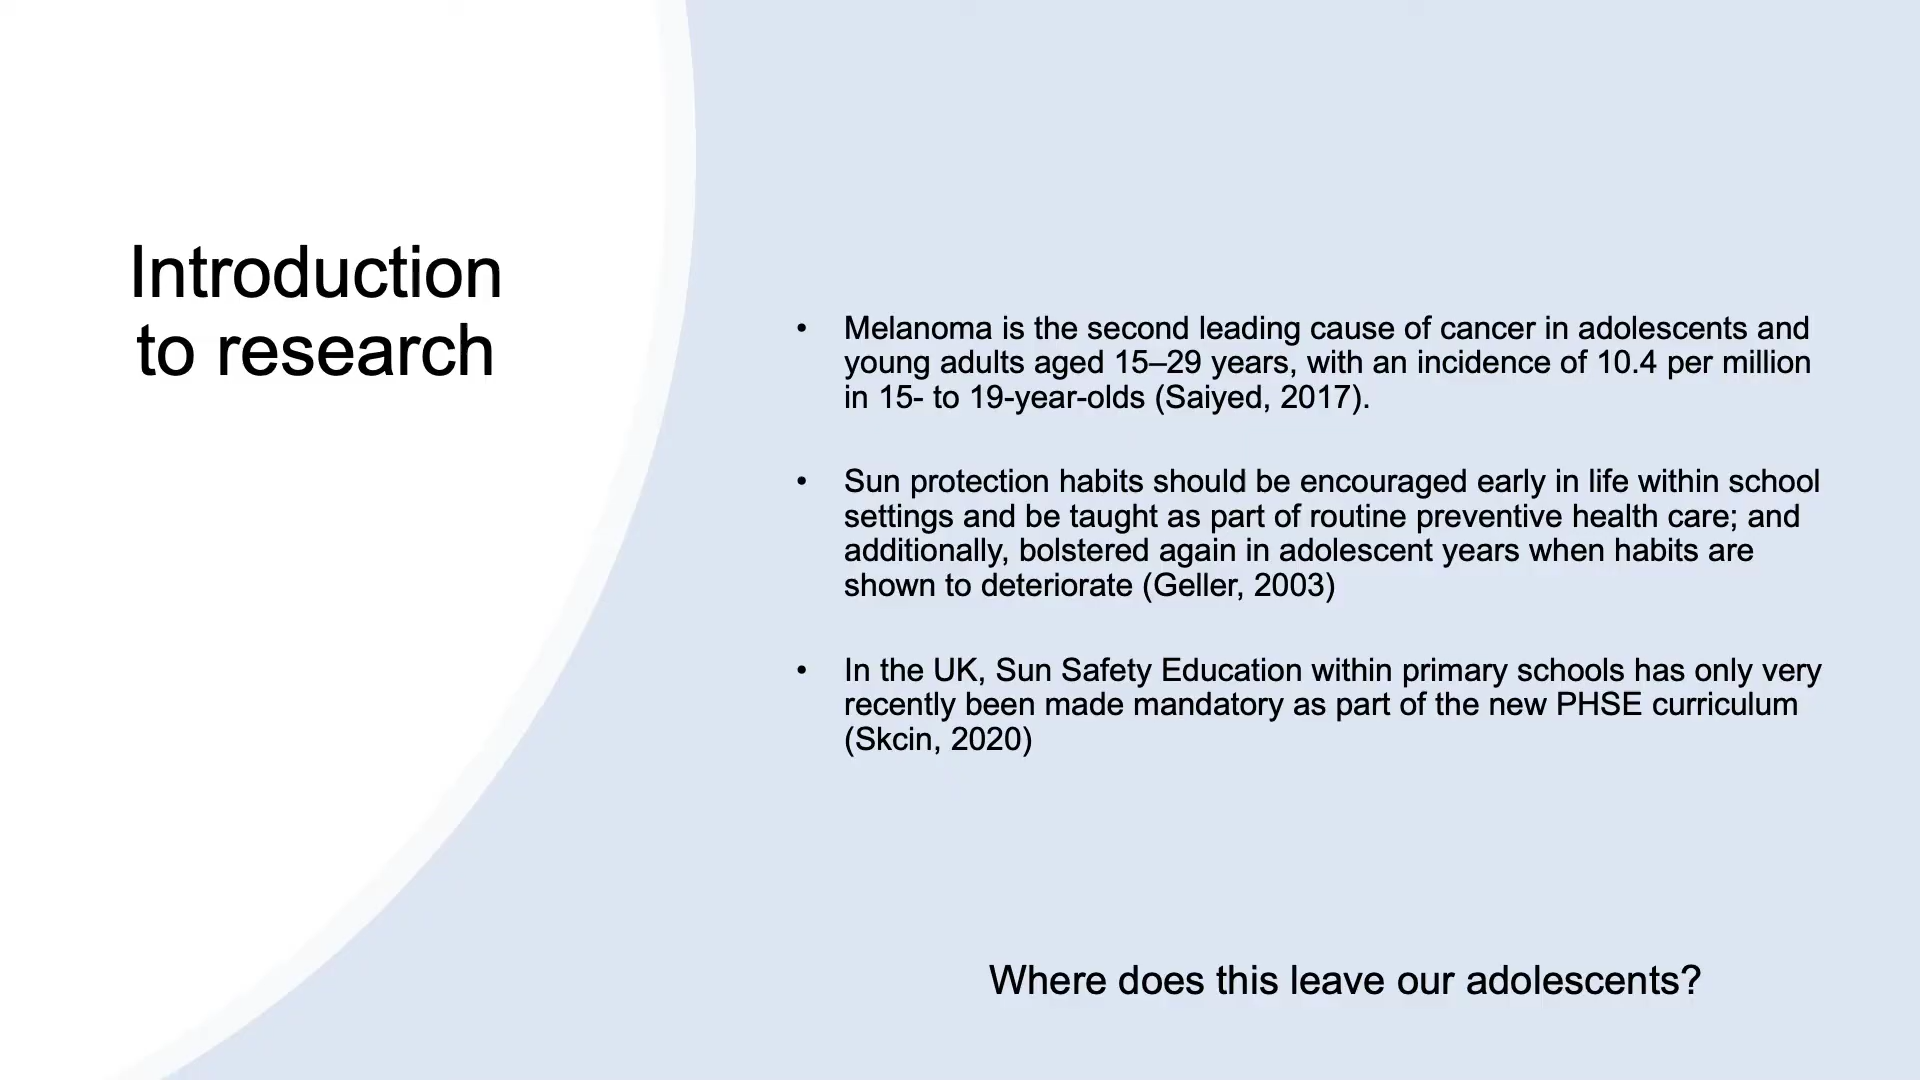 Introduction
to research
• Melanoma is the second leading cause of cancer in adolescents and
young adults aged 15–29 years, with an incidence of 10.4 per million
in 15- to 19-year-olds (Saiyed, 2017).
• Sun protection habits should be encouraged early in life within school
settings and be taught as part of routine preventive health care; and
additionally, bolstered again in adolescent years when habits are
shown to deteriorate (Geller, 2003)
• In the UK, Sun Safety Education within primary schools has only very
recently been made mandatory as part of the new PHSE curriculum
(Skcin, 2020)
Where does this leave our adolescents?